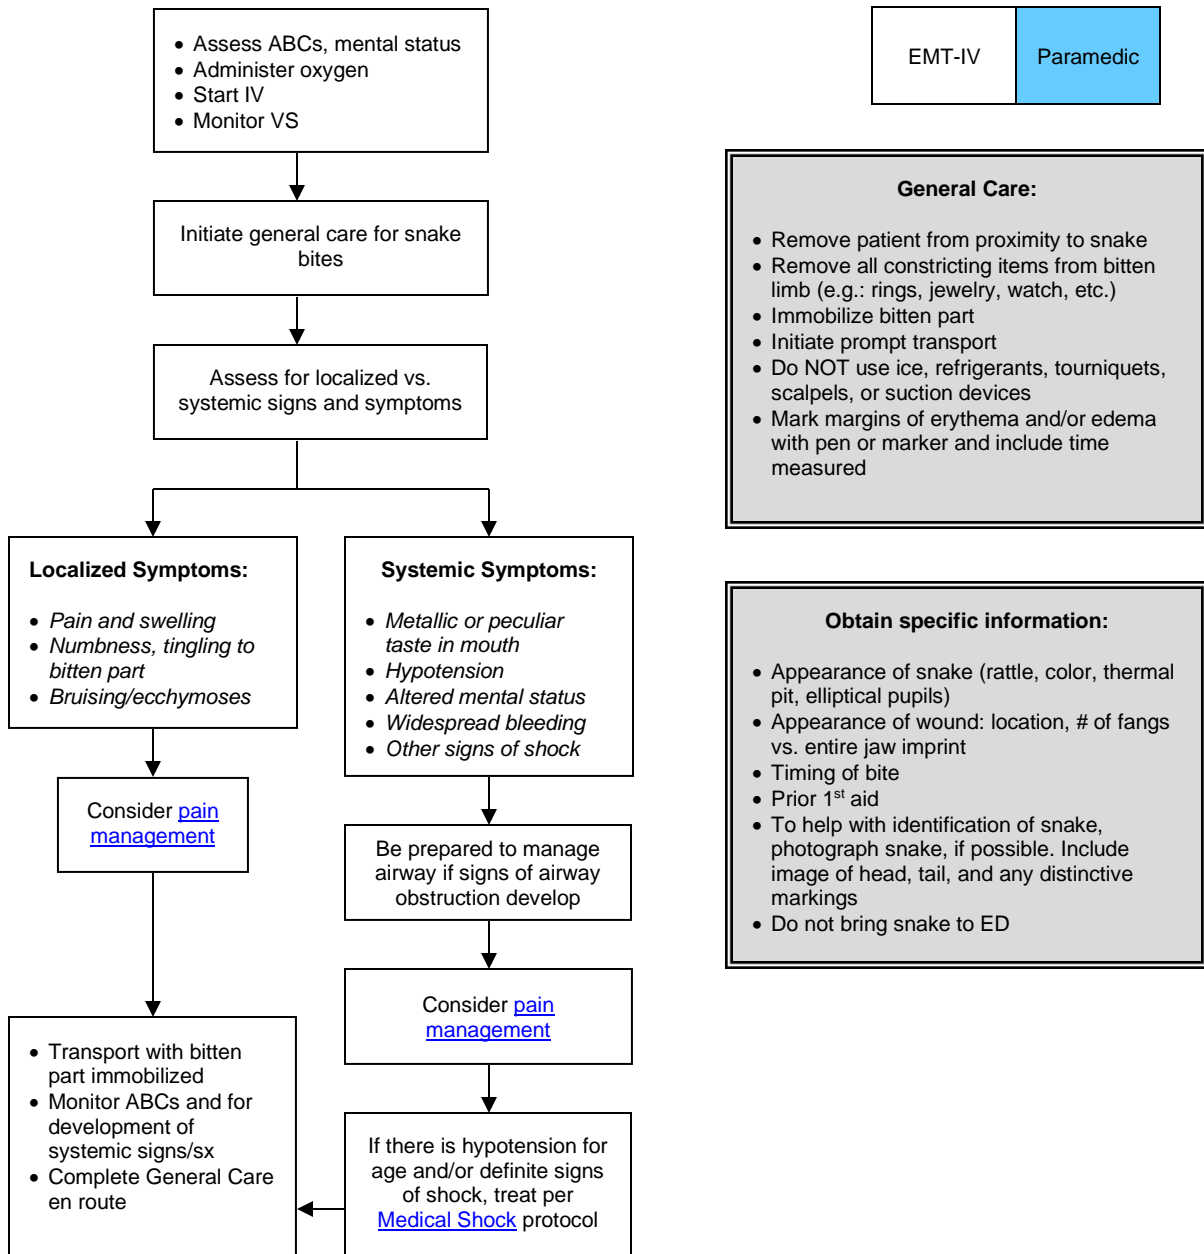 • Assess ABCs, mental status
• Administer oxygen
• Start IV
• Monitor VS
EMT-IV
Paramedic
Initiate general care for snake
bites
Assess for localized vs.
systemic signs and symptoms
Localized Symptoms:
• Pain and swelling
• Numbness, tingling to
bitten part
• Bruising/ecchymoses
Consider pain
management
• Transport with bitten
part immobilized
• Monitor ABCs and for
development of
systemic signs/sx
• Complete General Care
en route
Systemic Symptoms:
• Metallic or peculiar
taste in mouth
• Hypotension
• Altered mental status
• Widespread bleeding
• Other signs of shock
Be prepared to manage
airway if signs of airway
obstruction develop
Consider pain
management
If there is hypotension for
age and/or definite signs
of shock, treat per
Medical Shock protocol
General Care:
• Remove patient from proximity to snake
• Remove all constricting items from bitten
limb (e.g.: rings, jewelry, watch, etc.)
• Immobilize bitten part
• Initiate prompt transport
• Do NOT use ice, refrigerants, tourniquets,
scalpels, or suction devices
• Mark margins of erythema and/or edema
with pen or marker and include time
measured
Obtain specific information:
• Appearance of snake (rattle, color, thermal
pit, elliptical pupils)
• Appearance of wound: location, # of fangs
vs. entire jaw imprint
• Timing of bite
• Prior 1st aid
• To help with identification of snake,
photograph snake, if possible. Include
image of head, tail, and any distinctive
markings
• Do not bring snake to ED